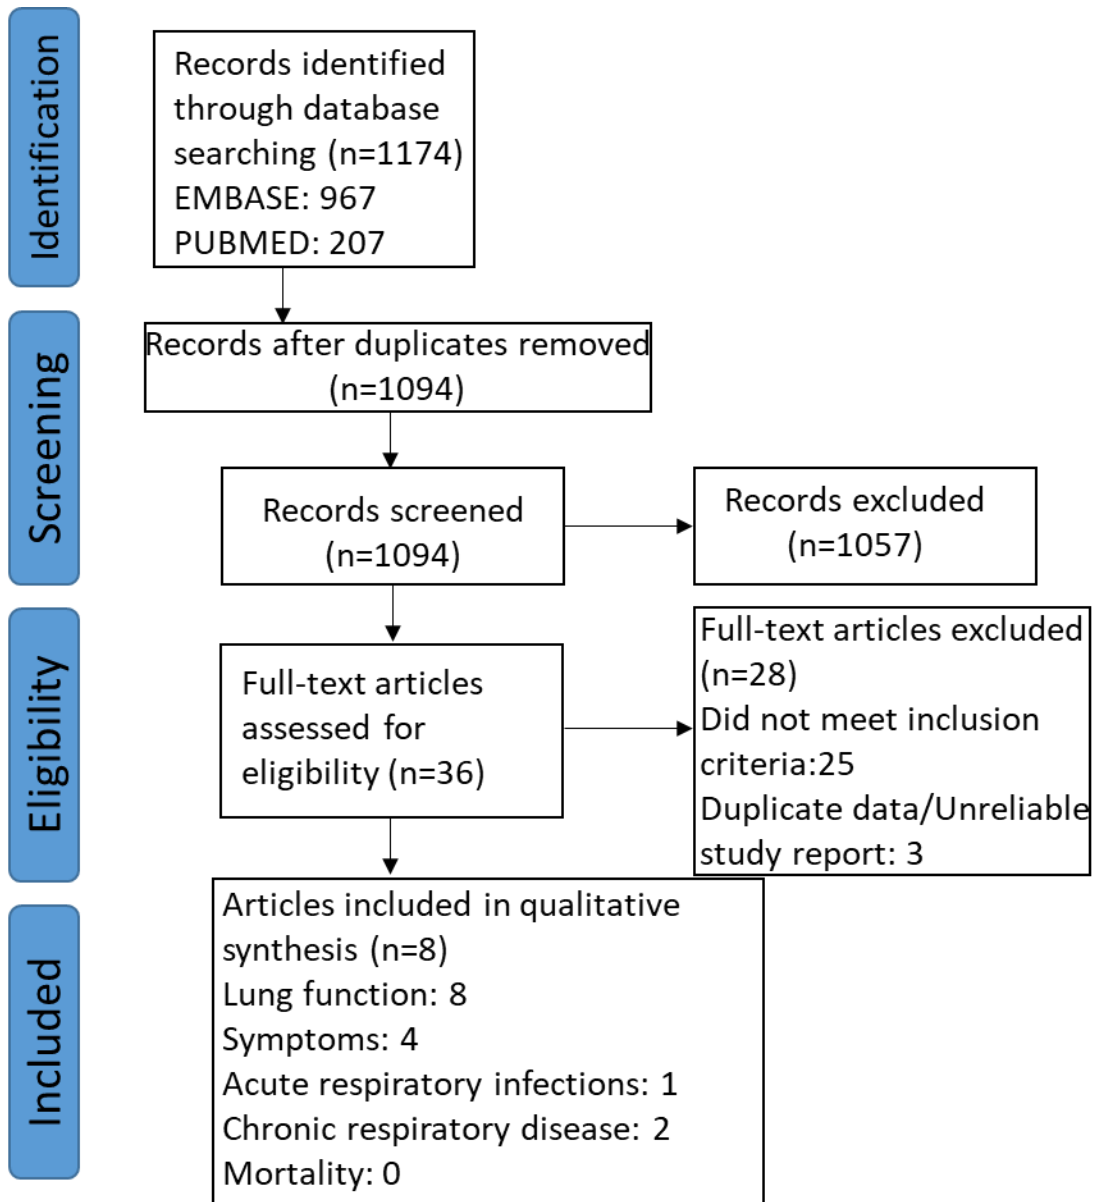 Identification
Records identified
through database
searching (n=1174)
EMBASE: 967
PUBMED: 207
Screening
Records after duplicates removed
(n=1094)
Records screened
(n=1094)
Records excluded
(n=1057)
Eligibility
Full-text articles
assessed for
eligibility (n=36)
Full-text articles excluded
(n=28)
Did not meet inclusion
criteria:25
Duplicate data/Unreliable
study report: 3
Included
Articles included in qualitative
synthesis (n=8)
Lung function: 8
Symptoms: 4
Acute respiratory infections: 1
Chronic respiratory disease: 2
Mortality: 0